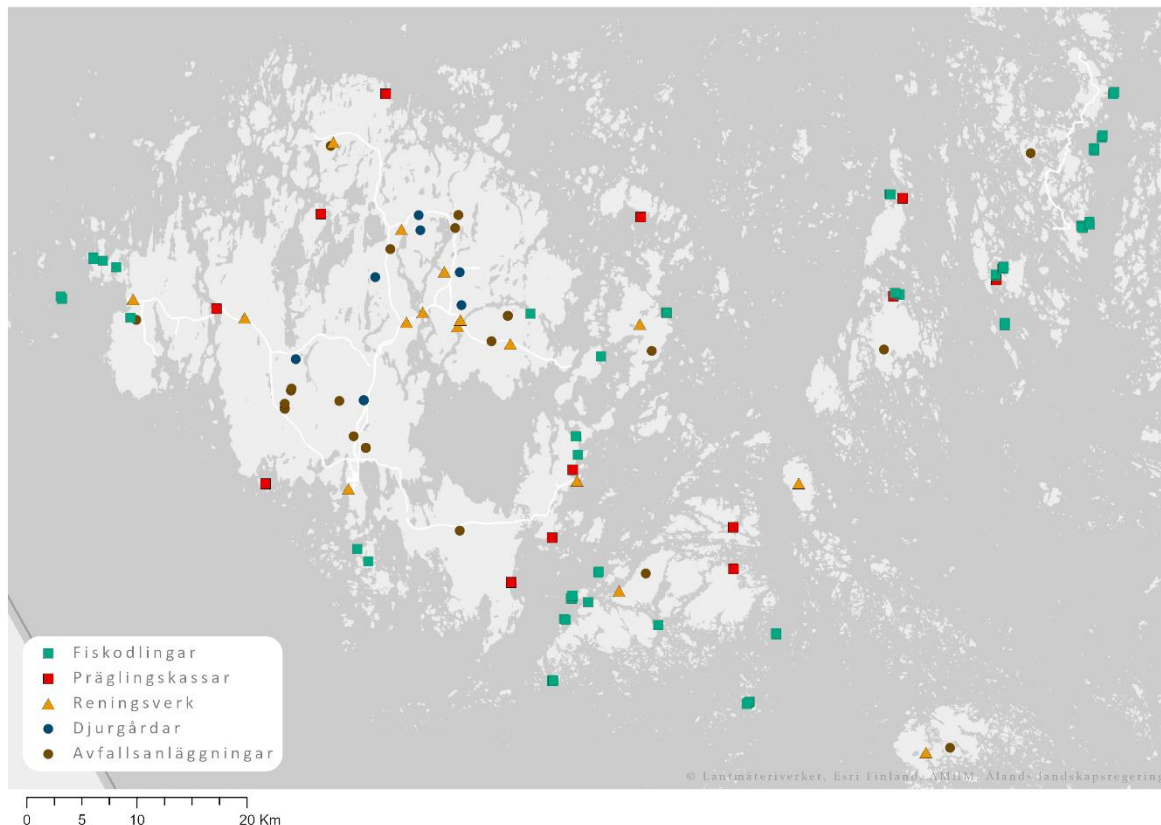 Fiskodlingar
Präglingskassar
Reningsverk
Djurgårdar
Avfallsanläggningar
© Lantmäteriverket, Esri Finland, ÅMHM, Ålands landskapsregering
0 5 10 20 Km